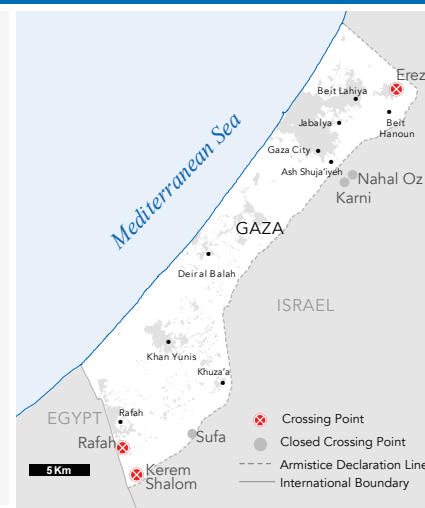 Erez
Beit Lahiya
Jabalya
Beit
Hanoun
Gaza City
Ash Shuja'iyeh
Nahal Oz
Karni
Mediterranean Sea
GAZA
Deir al Balah
ISRAEL
Khan Yunis
Khuza'a
EGYPT
Rafah
Rafah
Sufa
Kerem
Shalom
5 Km
Crossing Point
Closed Crossing Point
Armistice Declaration Line
International Boundary